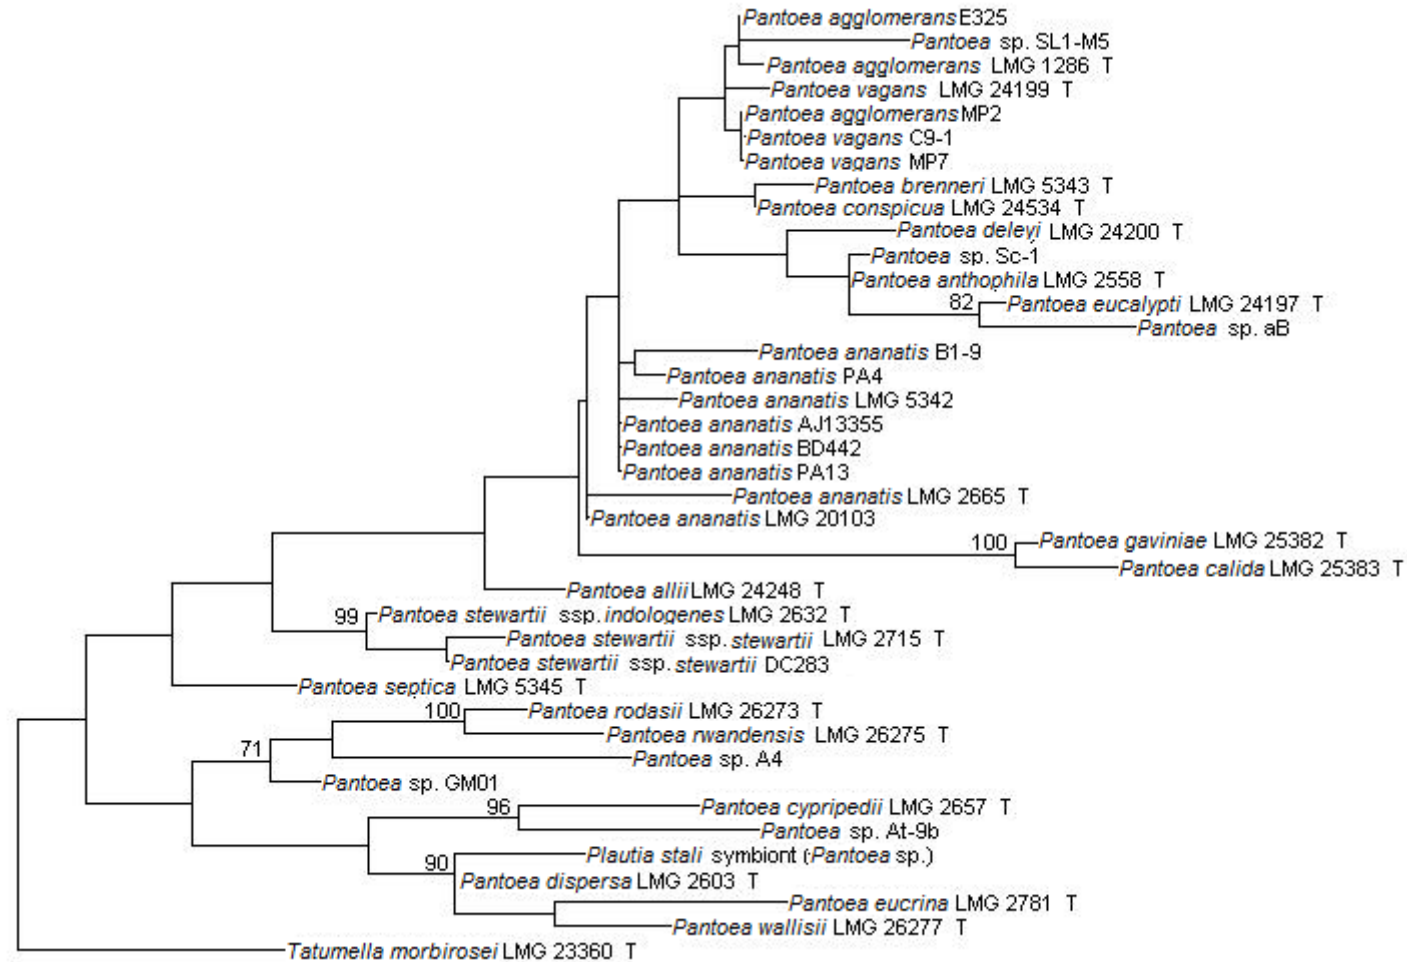 Pantoea agglomerans E325
Pantoea sp. SL1-M5
Pantoea agglomerans LMG 1286 T
Pantoea vagans LMG 24199 T
Pantoea agglomerans MP2
Pantoea vagans C9-1
Pantoea vagans MP7
Pantoea brenneri LMG 5343 T
Pantoea conspicua LMG 24534 T
Pantoea deleyi LMG 24200 T
Pantoea sp. Sc-1
Pantoea anthophila LMG 2558 T
82 Pantoea eucalypti LMG 24197 T
Pantoea sp. aB
Pantoea ananatis B1-9
Pantoea ananatis PA4
Pantoea ananatis LMG 5342
Pantoea ananatis AJ13355
Pantoea ananatis BD442
Pantoea ananatis PA13
Pantoea ananatis LMG 2665 T
Pantoea ananatis LMG 20103
100 Pantoea gaviniae LMG 25382 T
Pantoea calida LMG 25383 T
Pantoea allii LMG 24248 T
99 Pantoea stewartii ssp. indologenes LMG 2632 T
Pantoea stewartii ssp. stewartii LMG 2715 T
Pantoea stewartii ssp. stewartii DC283
Pantoea septica LMG 5345 T
100 Pantoea rodasii LMG 26273 T
Pantoea rwandensis LMG 26275 T
71 Pantoea sp. A4
Pantoea sp. GM01
96 Pantoea cypripedii LMG 2657 T
Pantoea sp. At-9b
90 Plautia stali symbiont (Pantoea sp.)
Pantoea dispersa LMG 2603 T
Pantoea eucrina LMG 2781 T
Pantoea wallisii LMG 26277 T
Tatumella morbirosei LMG 23360 T